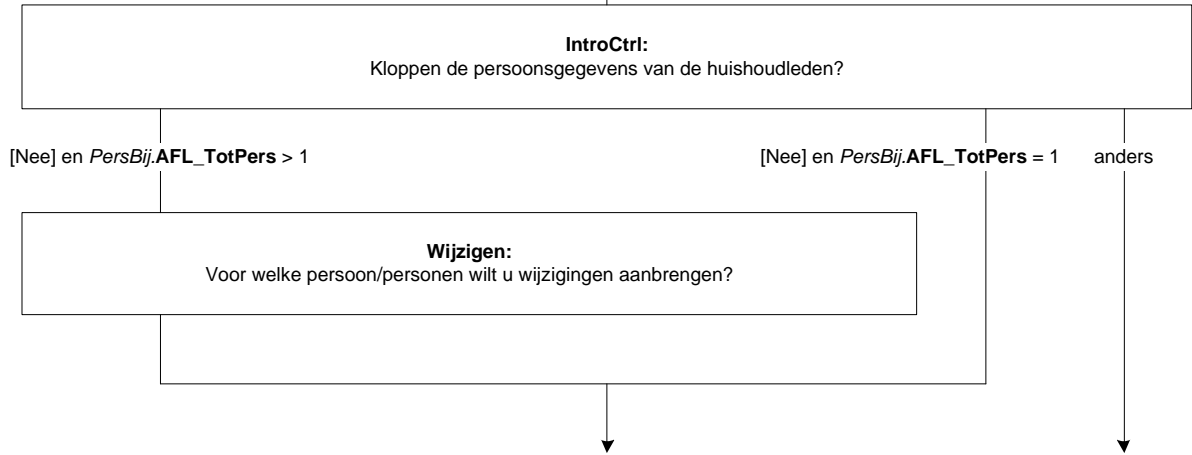 IntroCtrl:
Kloppen de persoonsgegevens van de huishoudleden?
[Nee] en PersBij.AFL_TotPers > 1
[Nee] en PersBij.AFL_TotPers = 1
anders
Wijzigen:
Voor welke persoon/personen wilt u wijzigingen aanbrengen?